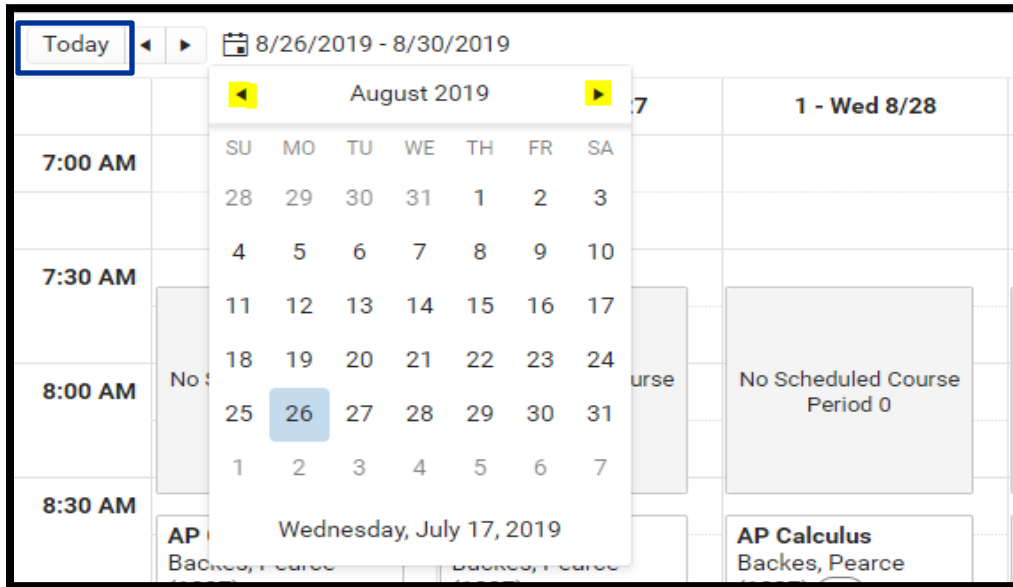 Today 8/26/2019 - 8/30/2019
August 2019
1 - Wed 8/28
SU MO TU WE TH FR SA
7:00 AM
28 29 30 31 1 2 3
4 5 6 7 8 9 10
7:30 AM
11 12 13 14 15 16 17
18 19 20 21 22 23 24
8:00 AM
No
No Scheduled Course
Period 0
25 26 27 28 29 30 31
1 2 3 4 5 6 7
8:30 AM
Wednesday, July 17, 2019
AP
AP Calculus
Backes, Pearce